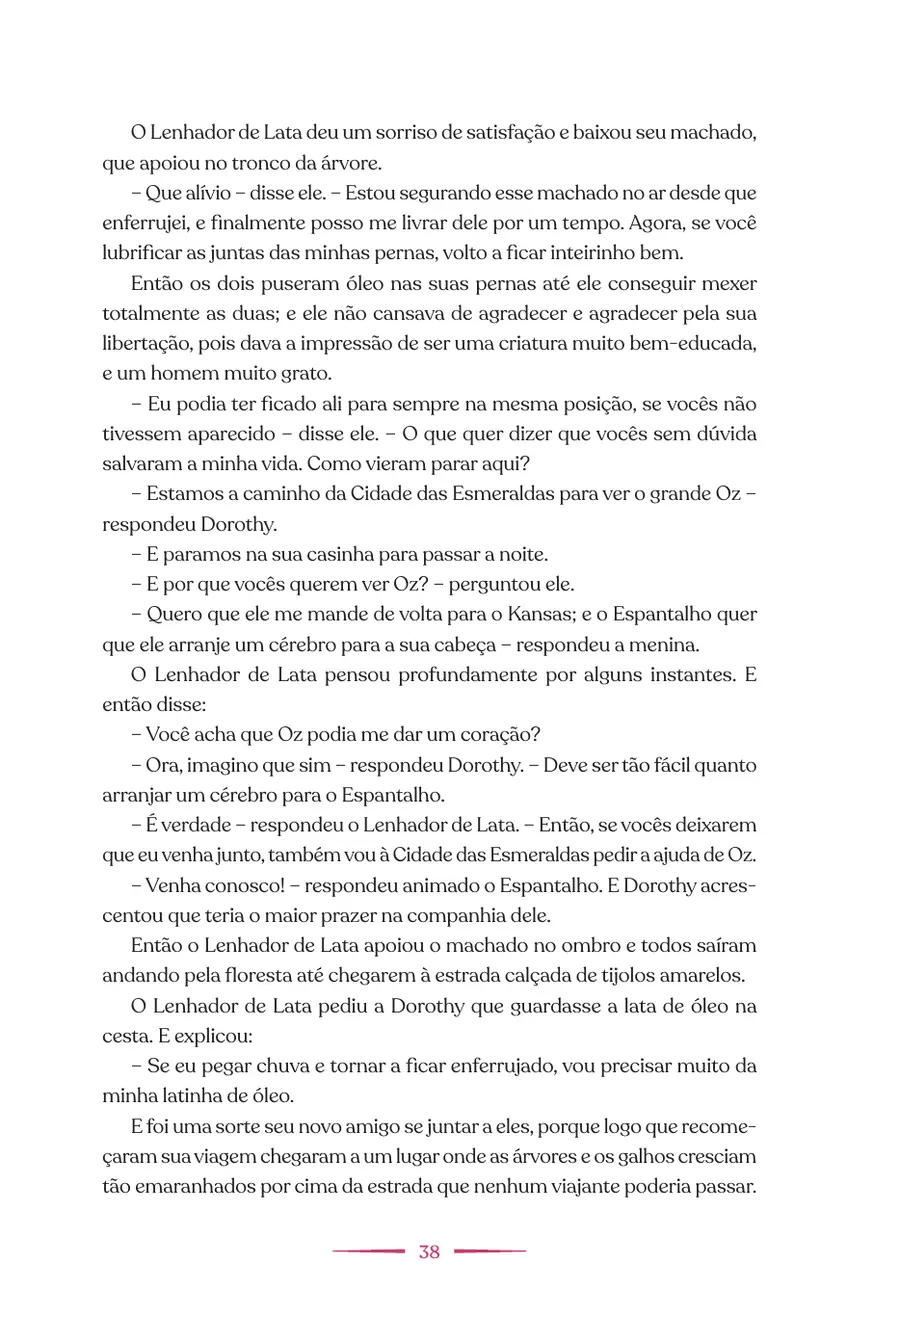 O Lenhador de Lata deu um sorriso de satisfação e baixou seu machado,
que apoiou no tronco da árvore.
– Que alívio – disse ele. – Estou segurando esse machado no ar desde que
enferrujei, e finalmente posso me livrar dele por um tempo. Agora, se você
lubrificar as juntas das minhas pernas, volto a ficar inteirinho bem.
Então os dois puseram óleo nas suas pernas até ele conseguir mexer
totalmente as duas; e ele não cansava de agradecer e agradecer pela sua
libertação, pois dava a impressão de ser uma criatura muito bem-educada,
e um homem muito grato.
– Eu podia ter ficado ali para sempre na mesma posição, se vocês não
tivessem aparecido – disse ele. – O que quer dizer que vocês sem dúvida
salvaram a minha vida. Como vieram parar aqui?
– Estamos a caminho da Cidade das Esmeraldas para ver o grande Oz –
respondeu Dorothy.
– E paramos na sua casinha para passar a noite.
– E por que vocês querem ver Oz? – perguntou ele.
– Quero que ele me mande de volta para o Kansas; e o Espantalho quer
que ele arranje um cérebro para a sua cabeça – respondeu a menina.
O Lenhador de Lata pensou profundamente por alguns instantes. E
então disse:
– Você acha que Oz podia me dar um coração?
– Ora, imagino que sim – respondeu Dorothy. – Deve ser tão fácil quanto
arranjar um cérebro para o Espantalho.
– É verdade – respondeu o Lenhador de Lata. – Então, se vocês deixarem
que eu venha junto, também vou à Cidade das Esmeraldas pedir a ajuda de Oz.
– Venha conosco! – respondeu animado o Espantalho. E Dorothy acres-
centou que teria o maior prazer na companhia dele.
Então o Lenhador de Lata apoiou o machado no ombro e todos saíram
andando pela floresta até chegarem à estrada calçada de tijolos amarelos.
O Lenhador de Lata pediu a Dorothy que guardasse a lata de óleo na
cesta. E explicou:
– Se eu pegar chuva e tornar a ficar enferrujado, vou precisar muito da
minha latinha de óleo.
E foi uma sorte seu novo amigo se juntar a eles, porque logo que recome-
çaram sua viagem chegaram a um lugar onde as árvores e os galhos cresciam
tão emaranhados por cima da estrada que nenhum viajante poderia passar.
38